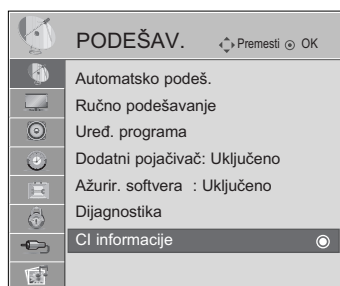 PODEŠAV. Premesti OK
Automatsko podeš.
Ručno podešavanje
Uređ. programa
Dodatni pojačivač: Uključeno
Ažurir. softvera : Uključeno
Dijagnostika
CI informacije